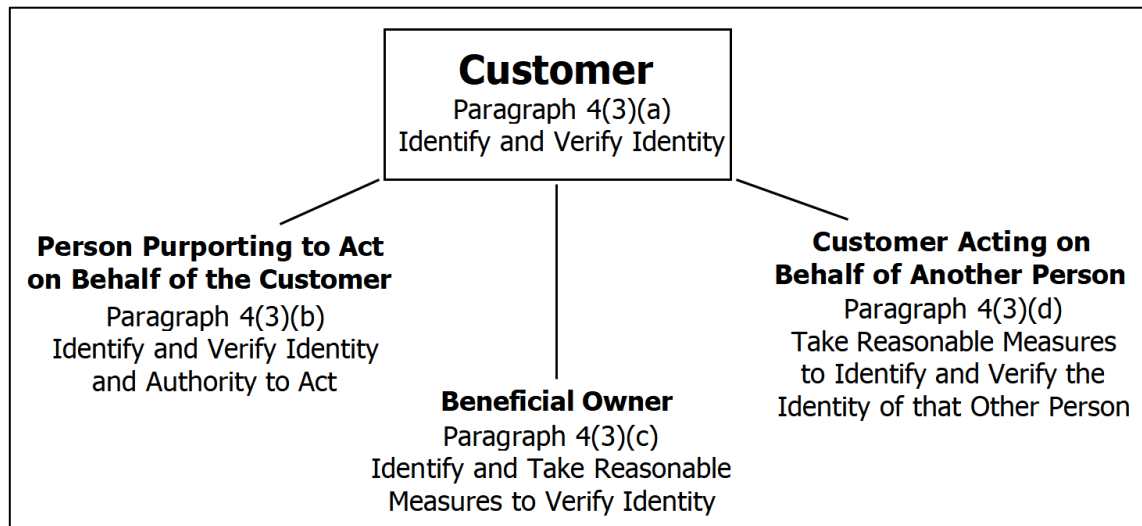 Customer
Paragraph 4(3)(a)
Identify and Verify Identity
Person Purporting to Act
on Behalf of the Customer
Paragraph 4(3)(b)
Identify and Verify Identity
and Authority to Act
Beneficial Owner
Paragraph 4(3)(c)
Identify and Take Reasonable
Measures to Verify Identity
Customer Acting on
Behalf of Another Person
Paragraph 4(3)(d)
Take Reasonable Measures
to Identify and Verify the
Identity of that Other Person